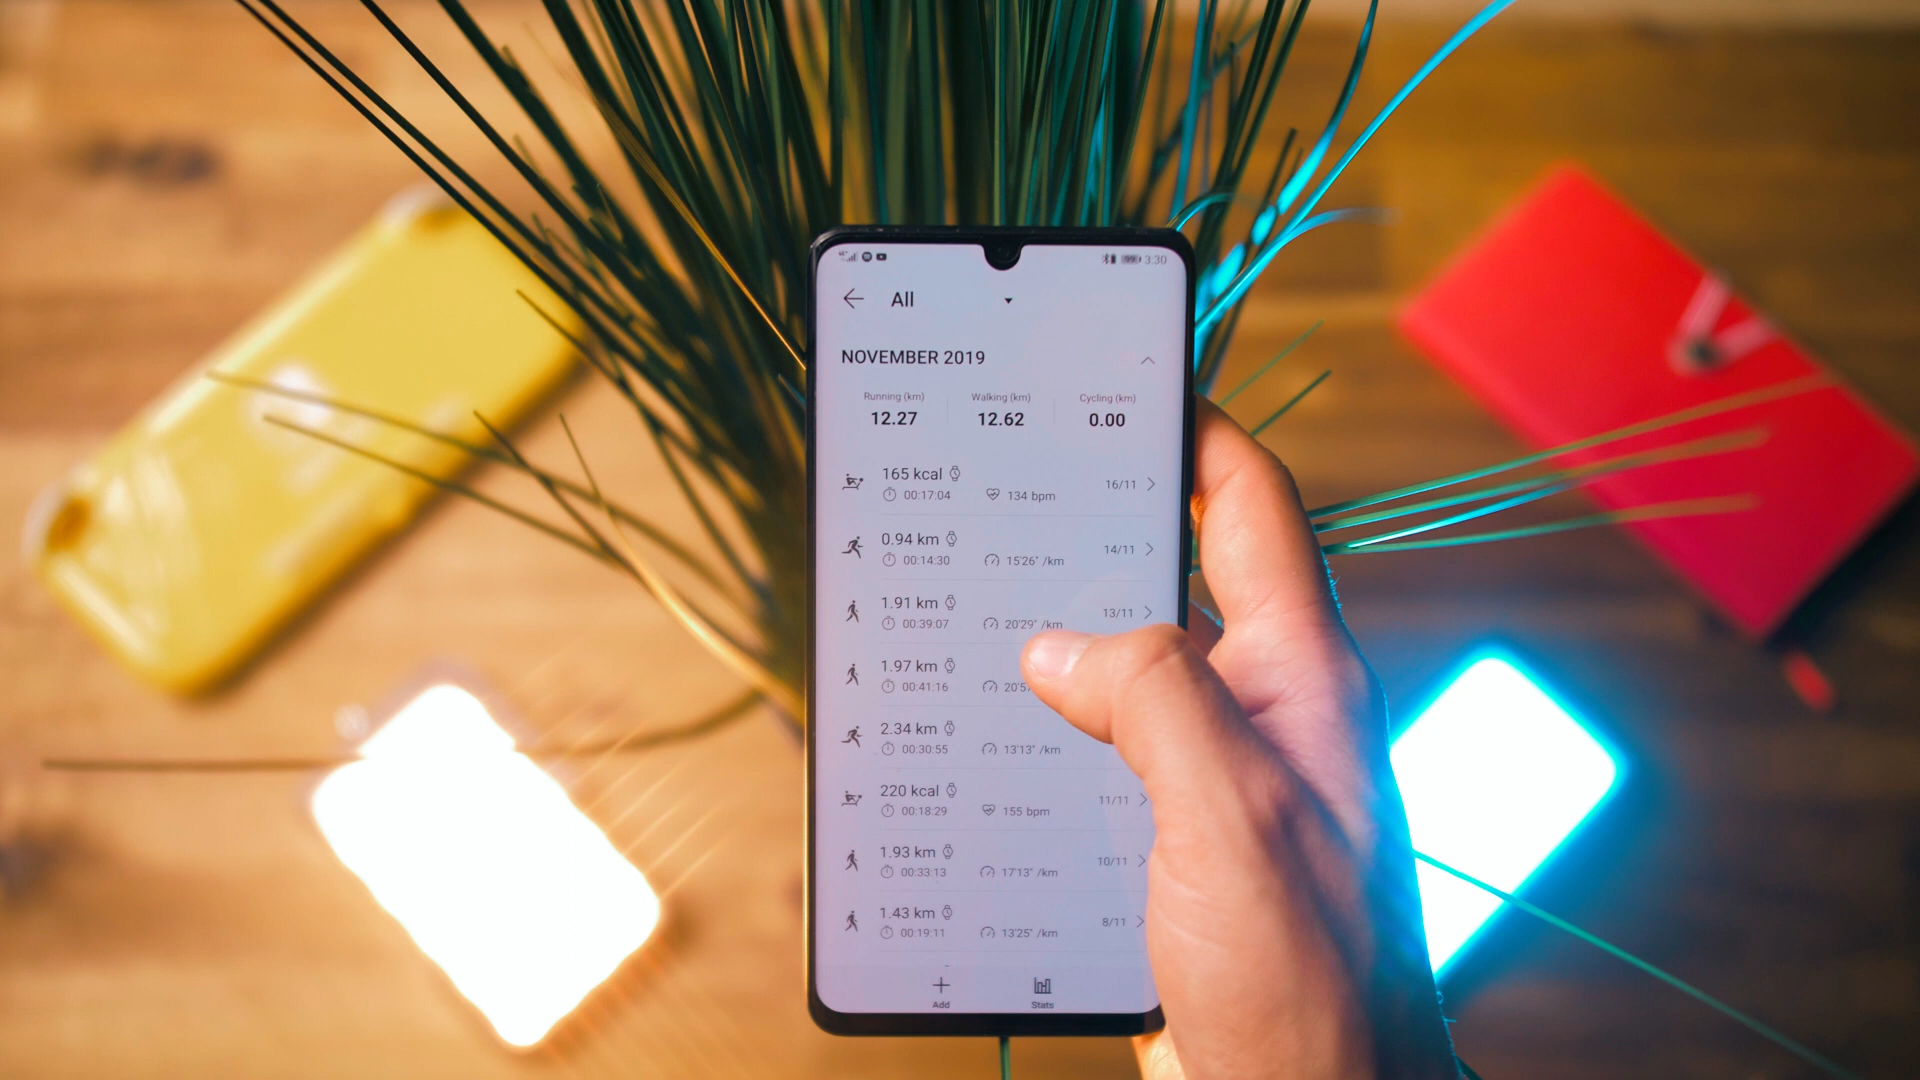 3:30
All
NOVEMBER 2019
Running (km) Walking (km) Cycling (km)
12.27 12.62 0.00
165 kcal
00:17:04 134 bpm 16/11
0.94 km
00:14:30 15'26" /km 14/11
1.91 km
00:39:07 20'29" /km 13/11
1.97 km
00:41:16
2.34 km
00:30:55 13'13" /km
220 kcal
00:18:29 155 bpm 11/11
1.93 km
00:33:13 17'13" /km 10/11
1.43 km
00:19:11 13'25" /km 8/11
Add Stats